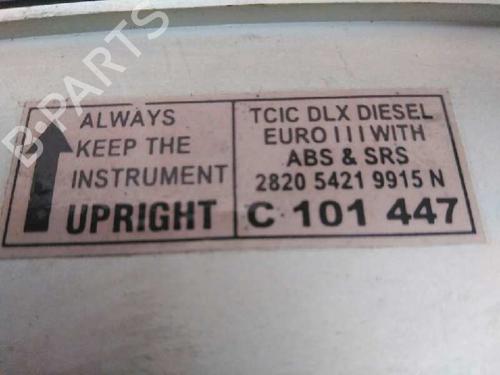 ALWAYS
KEEP THE
INSTRUMENT
UPRIGHT
TCIC DLX DIESEL
EURO III WITH
ABS & SRS
2820 5421 9915 N
C 101 447
B-PARTS